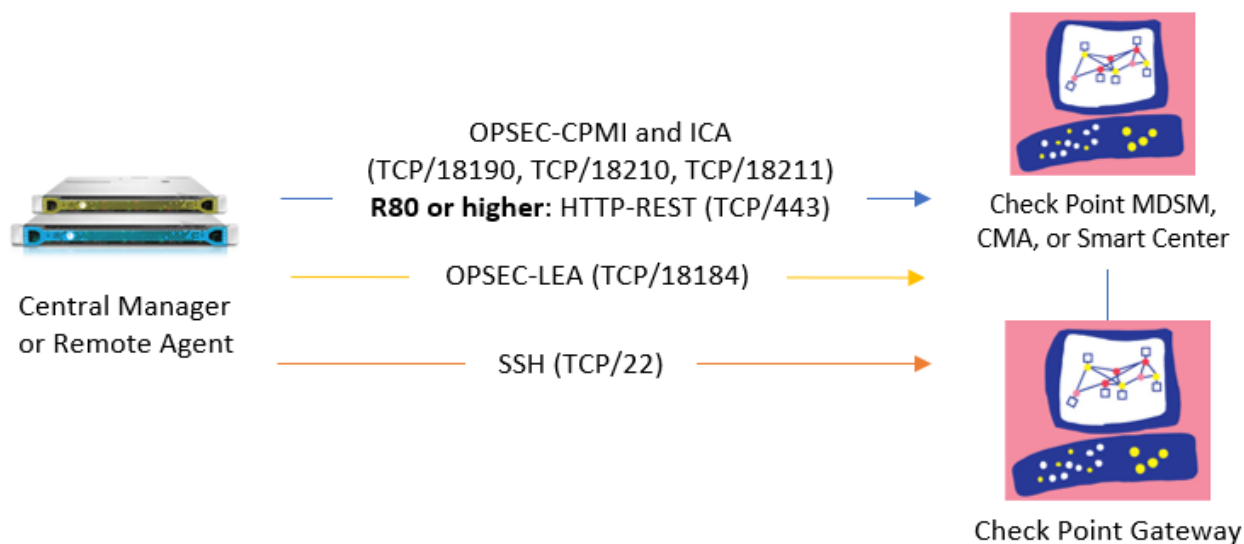 OPSEC-CPMI and ICA
(TCP/18190, TCP/18210, TCP/18211)
R80 or higher: HTTP-REST (TCP/443)
Check Point MDSM,
CMA, or Smart Center
OPSEC-LEA (TCP/18184)
Central Manager
or Remote Agent
SSH (TCP/22)
Check Point Gateway